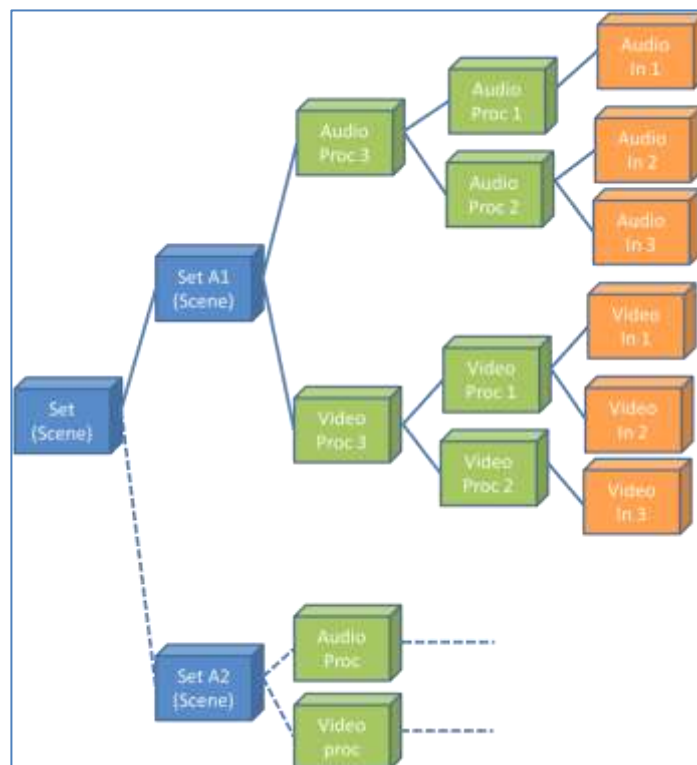 Audio
In 1
Audio
Proc 1
Audio
Proc 3
Audio
In 2
Audio
Proc 2
Audio
In 3
Set A1
(Scene)
Video
In 1
Video
Proc 1
Set
(Scene)
Video
Proc 3
Video
In 2
Video
Proc 2
Video
In 3
Audio
Proc
Set A2
(Scene)
Video
proc